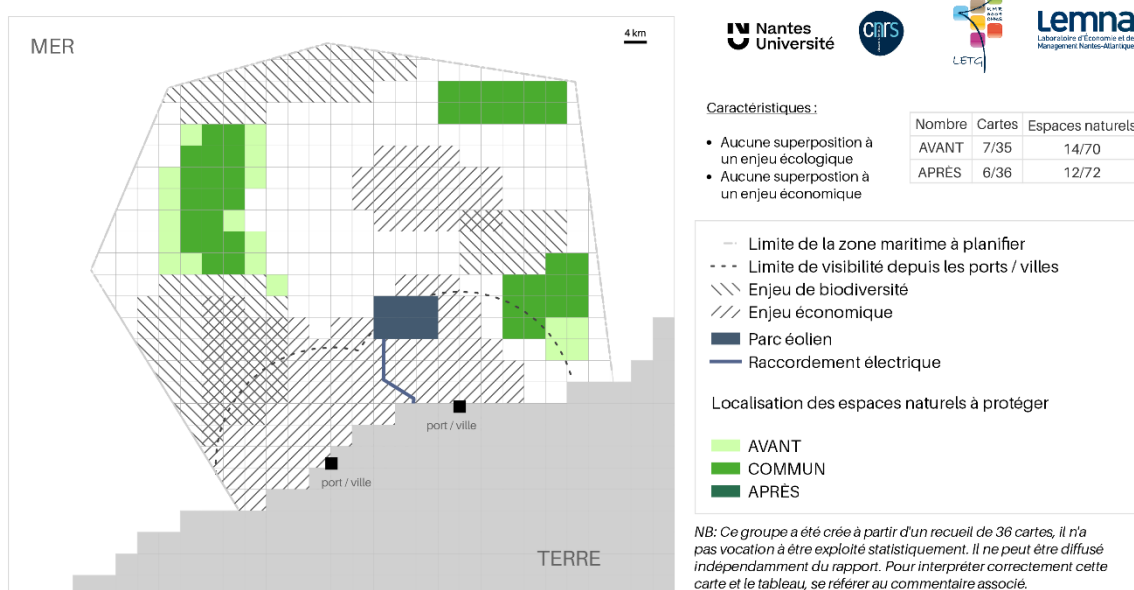 MER
4 km
port / ville
port / ville
TERRE
Nantes
Université
cnrs
LETG
Lemna
Laboratoire d'Économie et de
Management Nantes-Atlantique
Caractéristiques :
• Aucune superposition à
un enjeu écologique
• Aucune superpostion à
un enjeu économique
Nombre Cartes Espaces naturels
AVANT 7/35 14/70
APRÈS 6/36 12/72
Limite de la zone maritime à planifier
Limite de visibilité depuis les ports / villes
Enjeu de biodiversité
Enjeu économique
Parc éolien
Raccordement électrique
Localisation des espaces naturels à protéger
AVANT
COMMUN
APRÈS
NB: Ce groupe a été crée à partir d'un recueil de 36 cartes, il n'a
pas vocation à être exploité statistiquement. Il ne peut être diffusé
indépendamment du rapport. Pour interpréter correctement cette
carte et le tableau, se référer au commentaire associé.